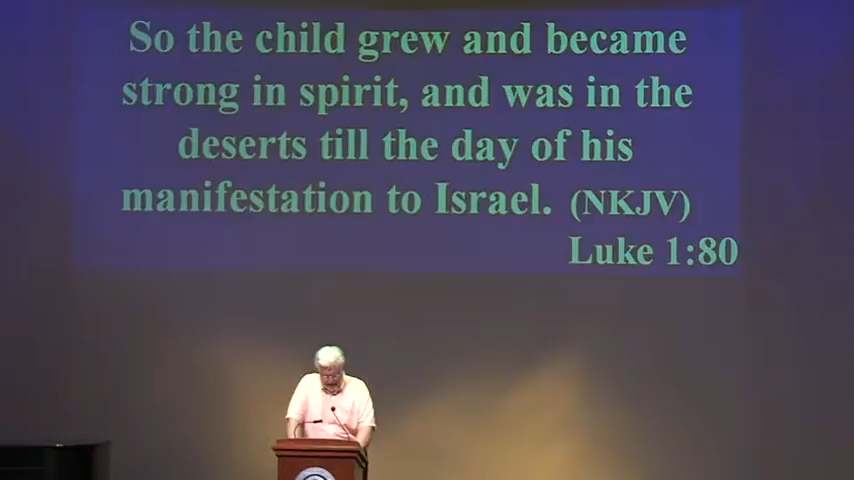 So the child grew and became
strong in spirit, and was in the
deserts till the day of his
manifestation to Israel. (NKJV)
Luke 1:80